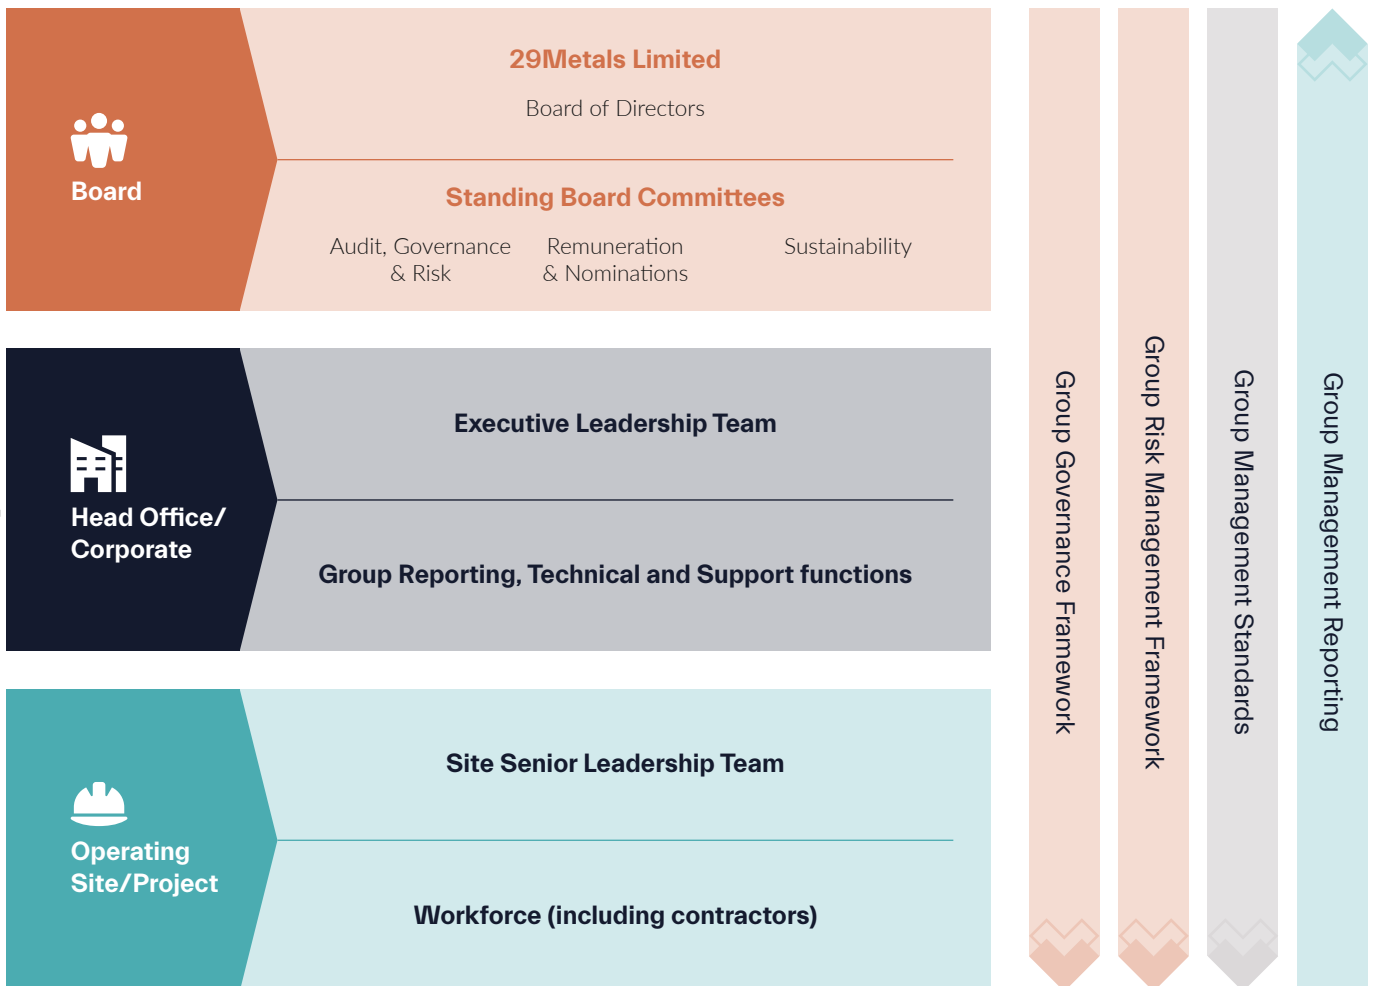 Board
29Metals Limited
Board of Directors
Standing Board Committees
Audit, Governance
& Risk
Remuneration
& Nominations
Sustainability
Head Office/
Corporate
Executive Leadership Team
Group Reporting, Technical and Support functions
Operating
Site/Project
Site Senior Leadership Team
Workforce (including contractors)
Group Governance Framework
Group Risk Management Framework
Group Management Standards
Group Management Reporting